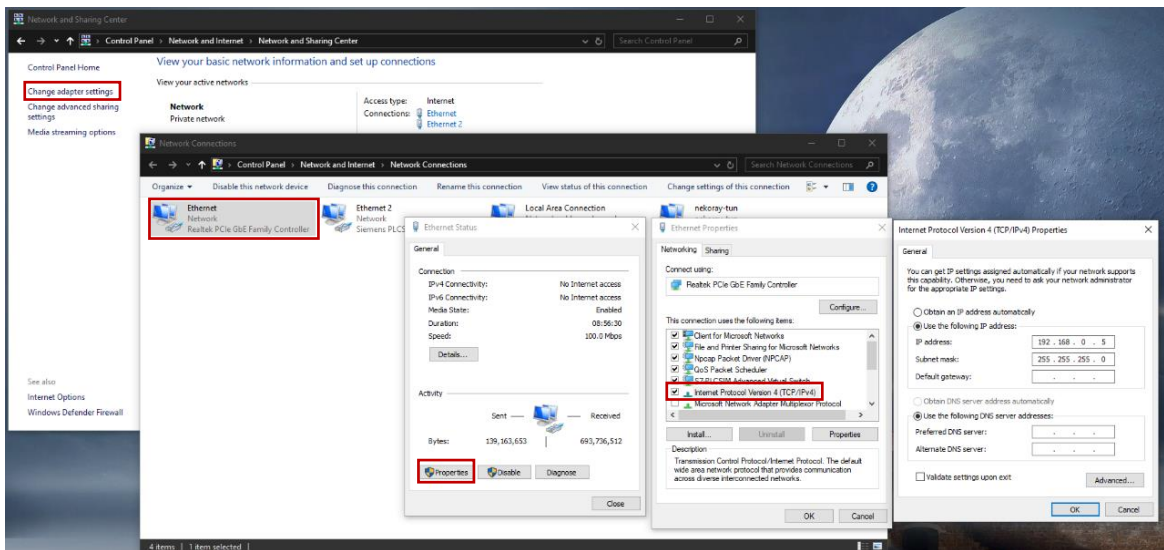 Network and Sharing Center
Control Panel › Network and Internet › Network and Sharing Center
Search Control Panel
Control Panel Home
Change adapter settings
Change advanced sharing
settings
Media streaming options
See also
Internet Options
Windows Defender Firewall
View your basic network information and set up connections
View your active networks
Network
Private network
Access type: Internet
Connections: Ethernet
Ethernet 2
Network Connections
Control Panel › Network and Internet › Network Connections
Search Network Connections
Organize
Disable this network device
Diagnose this connection
Rename this connection
View status of this connection
Change settings of this connection
Ethernet
Network
Realtek PCIe GbE Family Controller
Ethernet 2
Network
Siemens PLCS
Local Area Connection
nekoray-tun
4 items
1 item selected
Ethernet Status
General
Connection
IPv4 Connectivity: No Internet access
IPv6 Connectivity: No Internet access
Media State: Enabled
Duration: 08:56:30
Speed: 100.0 Mbps
Details...
Activity
Sent — — Received
Bytes: 139,163,653 | 693,736,512
Properties
Disable
Diagnose
Close
Ethernet Properties
Networking
Sharing
Connect using:
Realtek PCIe GbE Family Controller
Configure...
This connection uses the following items:
Client for Microsoft Networks
File and Printer Sharing for Microsoft Networks
Npcap Packet Driver (NPCAP)
QoS Packet Scheduler
S7-PLCSIM Advanced Virtual Switch
Internet Protocol Version 4 (TCP/IPv4)
Microsoft Network Adapter Multiplexor Protocol
Install...
Uninstall
Properties
Description
Transmission Control Protocol/Internet Protocol. The default
wide area network protocol that provides communication
across diverse interconnected networks.
OK
Cancel
Internet Protocol Version 4 (TCP/IPv4) Properties
General
You can get IP settings assigned automatically if your network supports
this capability. Otherwise, you need to ask your network administrator
for the appropriate IP settings.
Obtain an IP address automatically
Use the following IP address:
IP address: 192 . 168 . 0 . 5
Subnet mask: 255 . 255 . 255 . 0
Default gateway: . . .
Obtain DNS server address automatically
Use the following DNS server addresses:
Preferred DNS server: . . .
Alternate DNS server: . . .
Validate settings upon exit
Advanced...
OK
Cancel